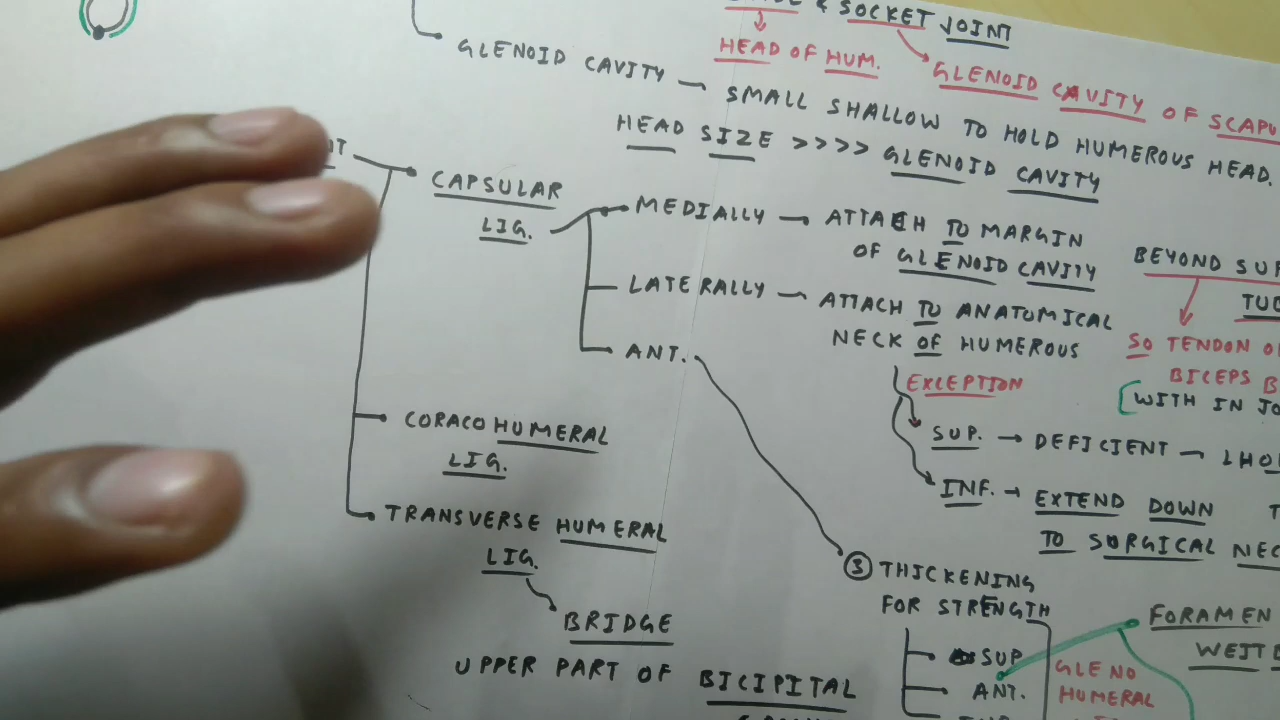 & SOCKET JOINT
HEAD OF HUM.
GLENOID CAVITY OF
GLENOID CAVITY
SMALL SHALLOW TO HOLD HUMEROUS HEAD.
HEAD SIZE >>>> GLENOID CAVITY
CAPSULAR
LIG.
MEDIALLY → ATTACH TO MARGIN
OF GLENOID CAVITY
BEYOND
LATERALLY → ATTACH TO ANATOMICAL
NECK OF HUMEROUS
SO TENDON
BICEPS
WITH IN
ANT.
EXCEPTION
SUP. → DEFICIENT
INF. → EXTEND DOWN
TO SURGICAL
CORACO HUMERAL
LIG.
TRANSVERSE HUMERAL
LIG.
BRIDGE
UPPER PART OF BICIPITAL
③ THICKENING
FOR STRENGTH
SUP
ANT.
GLENO
HUMERAL
FORAMEN